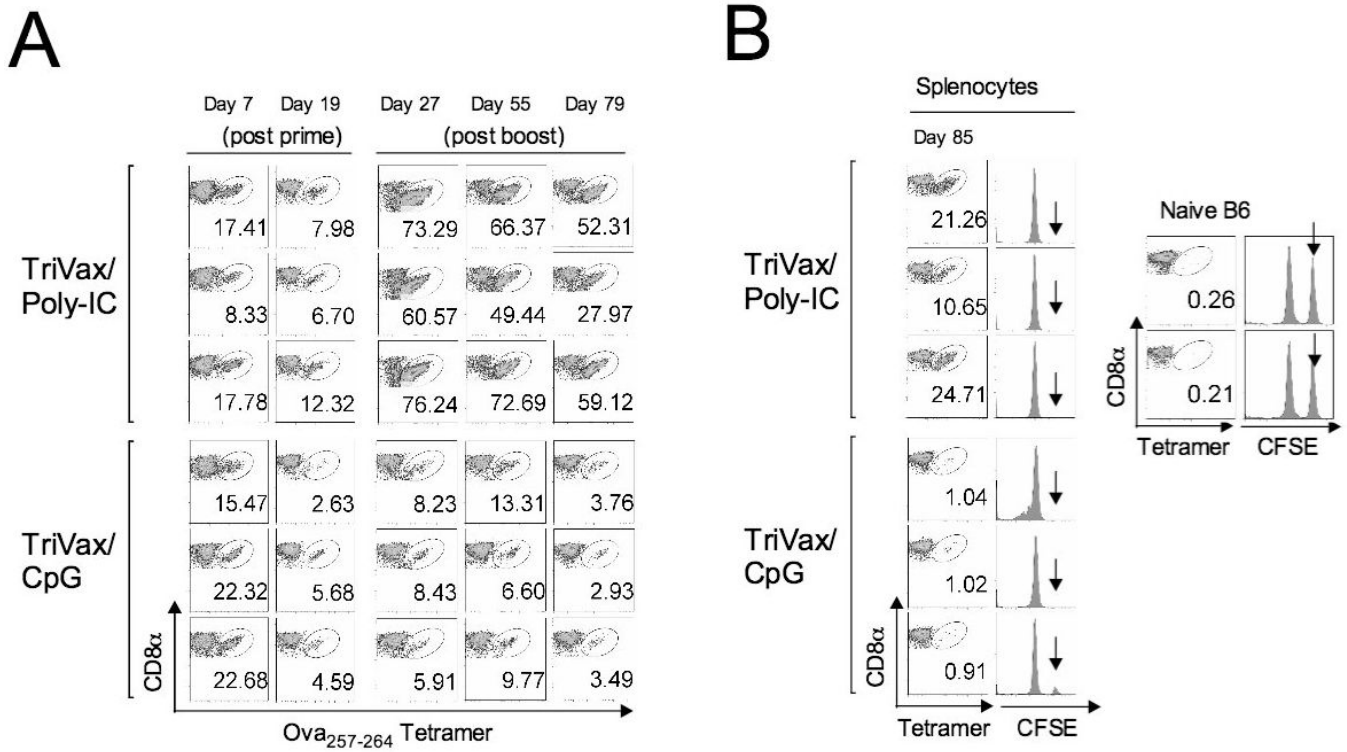 A
Day 7 Day 19 Day 27 Day 55 Day 79
(post prime) (post boost)
TriVax/
Poly-IC
17.41 7.98 73.29 66.37 52.31
8.33 6.70 60.57 49.44 27.97
17.78 12.32 76.24 72.69 59.12
TriVax/
CpG
15.47 2.63 8.23 13.31 3.76
22.32 5.68 8.43 6.60 2.93
22.68 4.59 5.91 9.77 3.49
CD8α
Ova257-264 Tetramer
B
Splenocytes
Day 85
TriVax/
Poly-IC
21.26
10.65
24.71
TriVax/
CpG
1.04
1.02
0.91
CD8α
Tetramer CFSE
Naive B6
0.26
0.21
CD8α
Tetramer CFSE